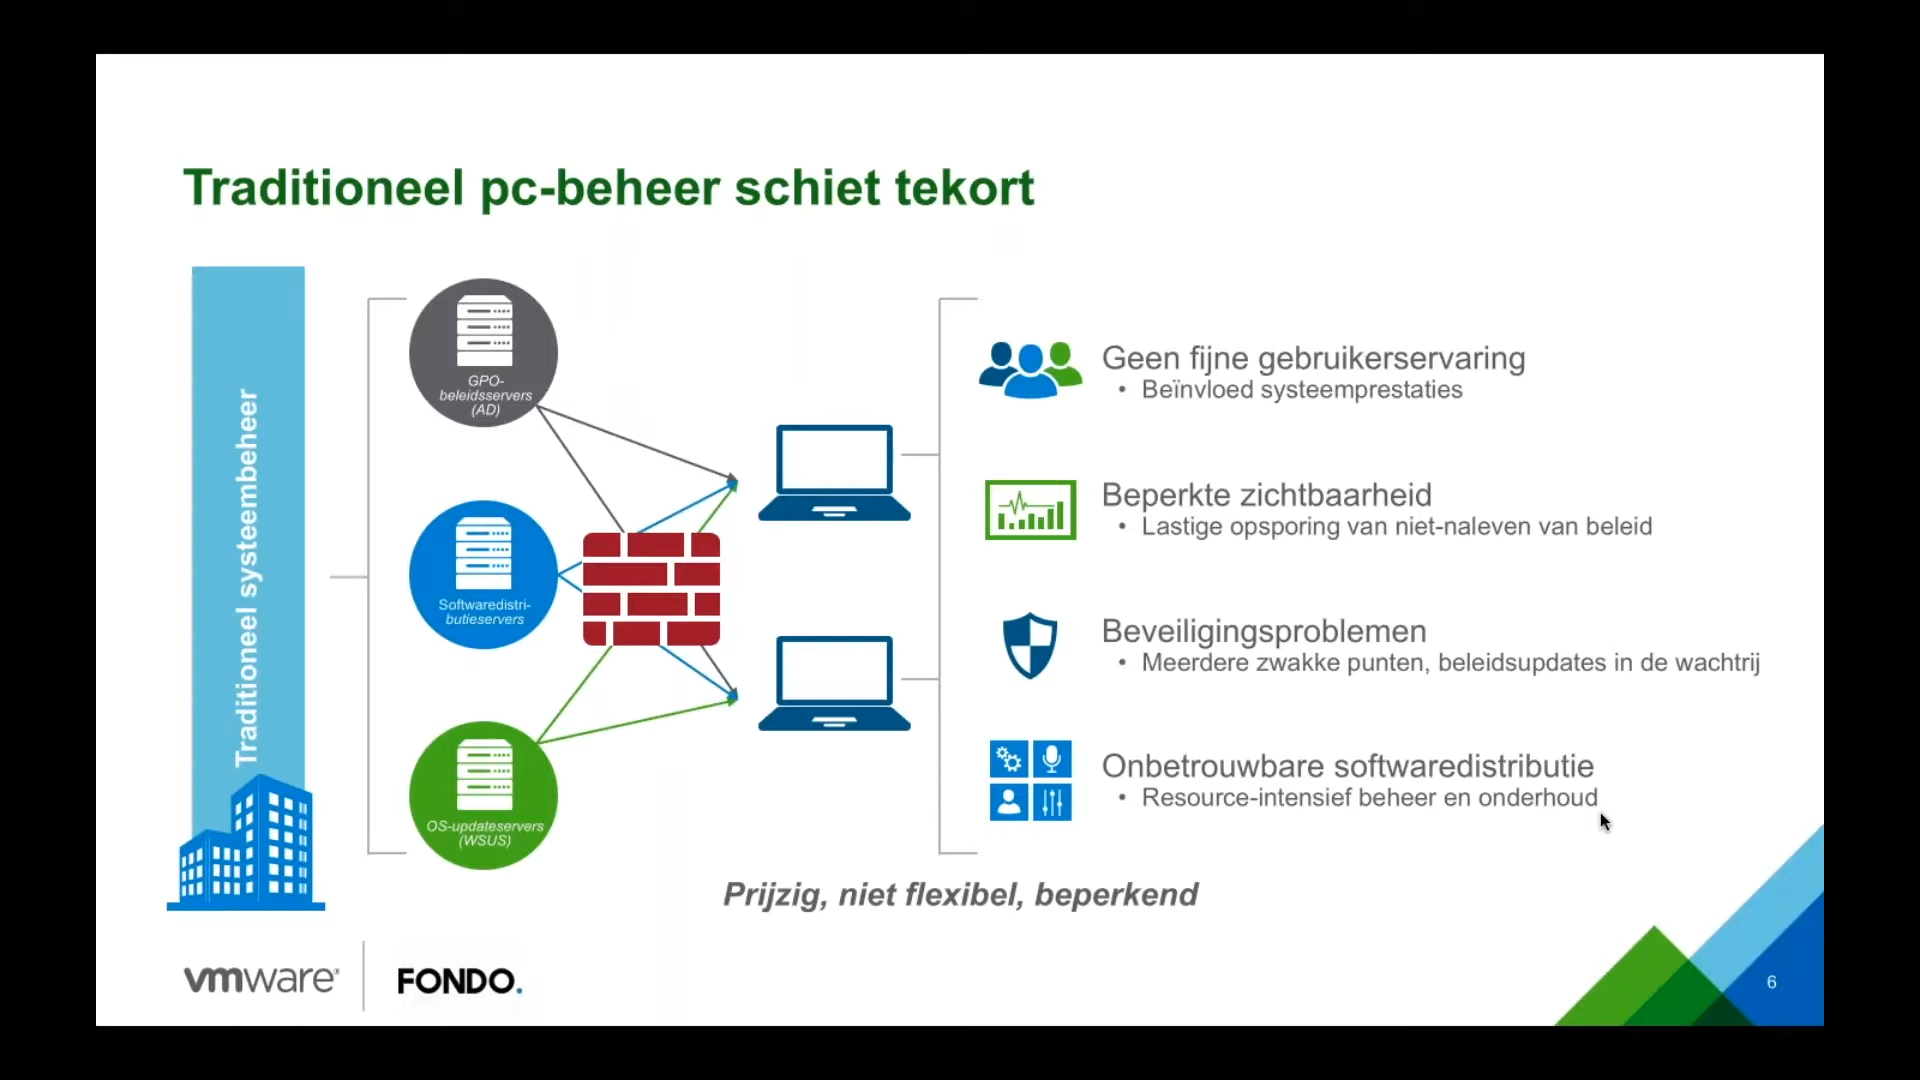 Traditioneel pc-beheer schiet tekort
Traditioneel systeembeheer
GPO-
beleidsservers
(AD)
Softwaredistri-
butieservers
OS-updateservers
(WSUS)
Geen fijne gebruikerservaring
• Beïnvloed systeemprestaties
Beperkte zichtbaarheid
• Lastige opsporing van niet-naleven van beleid
Beveiligingsproblemen
• Meerdere zwakke punten, beleidsupdates in de wachtrij
Onbetrouwbare softwaredistributie
• Resource-intensief beheer en onderhoud
Prijzig, niet flexibel, beperkend
vmware®
FONDO.
6